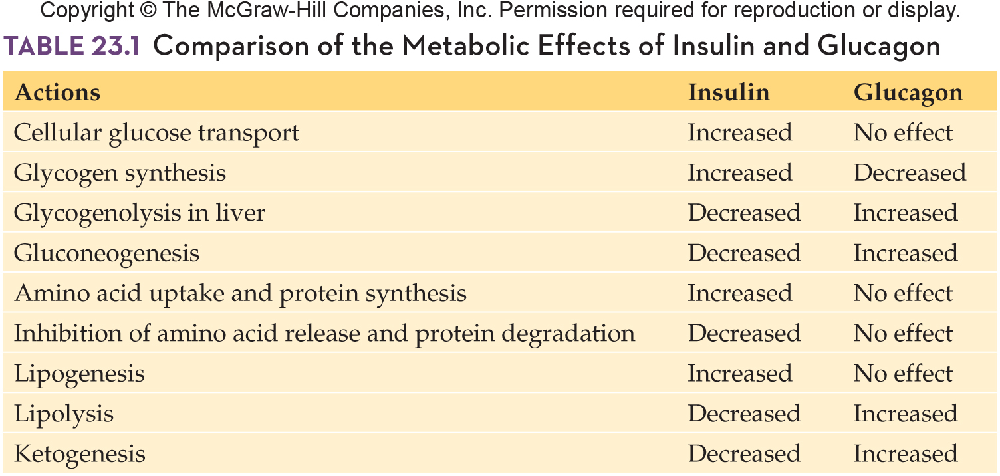 Copyright © The McGraw-Hill Companies, Inc. Permission required for reproduction or display.
TABLE 23.1 Comparison of the Metabolic Effects of Insulin and Glucagon
Actions Insulin Glucagon
Cellular glucose transport Increased No effect
Glycogen synthesis Increased Decreased
Glycogenolysis in liver Decreased Increased
Gluconeogenesis Decreased Increased
Amino acid uptake and protein synthesis Increased No effect
Inhibition of amino acid release and protein degradation Decreased No effect
Lipogenesis Increased No effect
Lipolysis Decreased Increased
Ketogenesis Decreased Increased